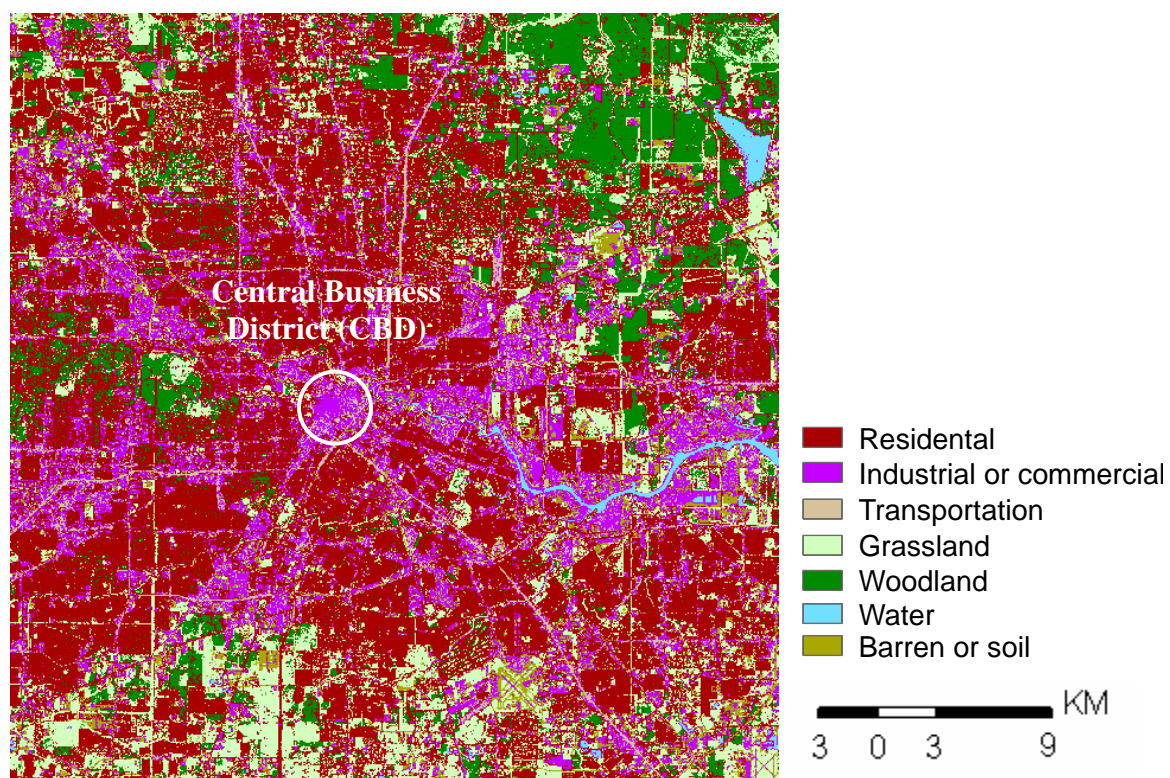 Central Business
District (CBD)
Residental
Industrial or commercial
Transportation
Grassland
Woodland
Water
Barren or soil
KM
3 0 3 9